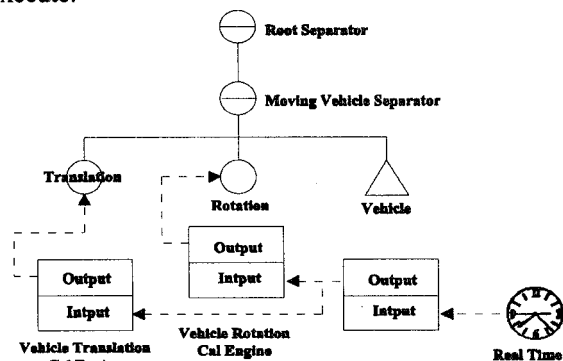 Root Separator
Moving Vehicle Separator
Translation
Rotation
Vehicle
Output
Intput
Output
Intput
Output
Intput
Vehicle Translation
Vehicle Rotation
Cal Engine
Real Time